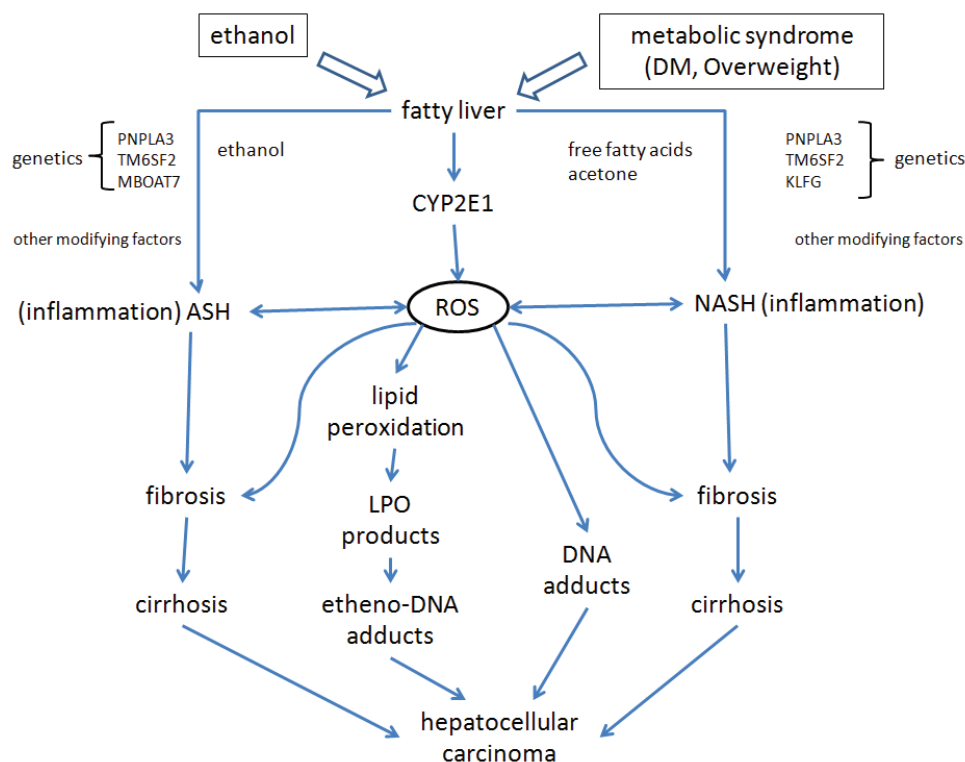 ethanol
metabolic syndrome
(DM, Overweight)
fatty liver
genetics
PNPLA3
TM6SF2
MBOAT7
ethanol
free fatty acids
acetone
PNPLA3
TM6SF2
KLFG
genetics
CYP2E1
other modifying factors
other modifying factors
(inflammation) ASH
ROS
NASH (inflammation)
lipid
peroxidation
fibrosis
LPO
products
fibrosis
DNA
adducts
cirrhosis
etheno-DNA
adducts
cirrhosis
hepatocellular
carcinoma